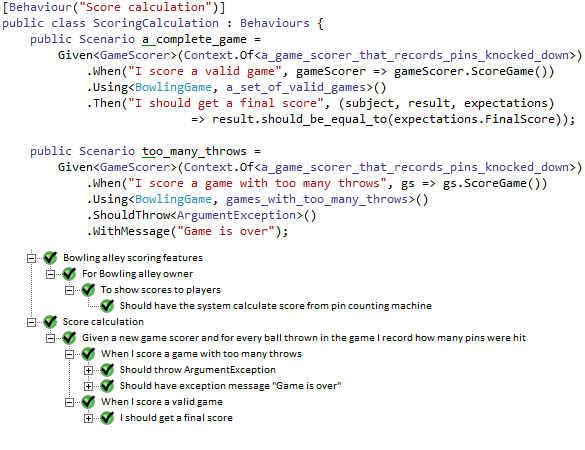 [Behaviour("Score calculation")]
public class ScoringCalculation : Behaviours {
public Scenario a_complete_game =
Given<GameScorer>(Context.Of<a_game_scorer_that_records_pins_knocked_down>)
.When("I score a valid game", gameScorer => gameScorer.ScoreGame())
.Using<BowlingGame, a_set_of_valid_games>()
.Then("I should get a final score", (subject, result, expectations)
=> result.should_be_equal_to(expectations.FinalScore));
public Scenario too_many_throws =
Given<GameScorer>(Context.Of<a_game_scorer_that_records_pins_knocked_down>)
.When("I score a game with too many throws", gs => gs.ScoreGame())
.Using<BowlingGame, games_with_too_many_throws>()
.ShouldThrow<ArgumentException>()
.WithMessage("Game is over");
Bowling alley scoring features
For Bowling alley owner
To show scores to players
Should have the system calculate score from pin counting machine
Score calculation
Given a new game scorer and for every ball thrown in the game I record how many pins were hit
When I score a game with too many throws
Should throw ArgumentException
Should have exception message "Game is over"
When I score a valid game
I should get a final score